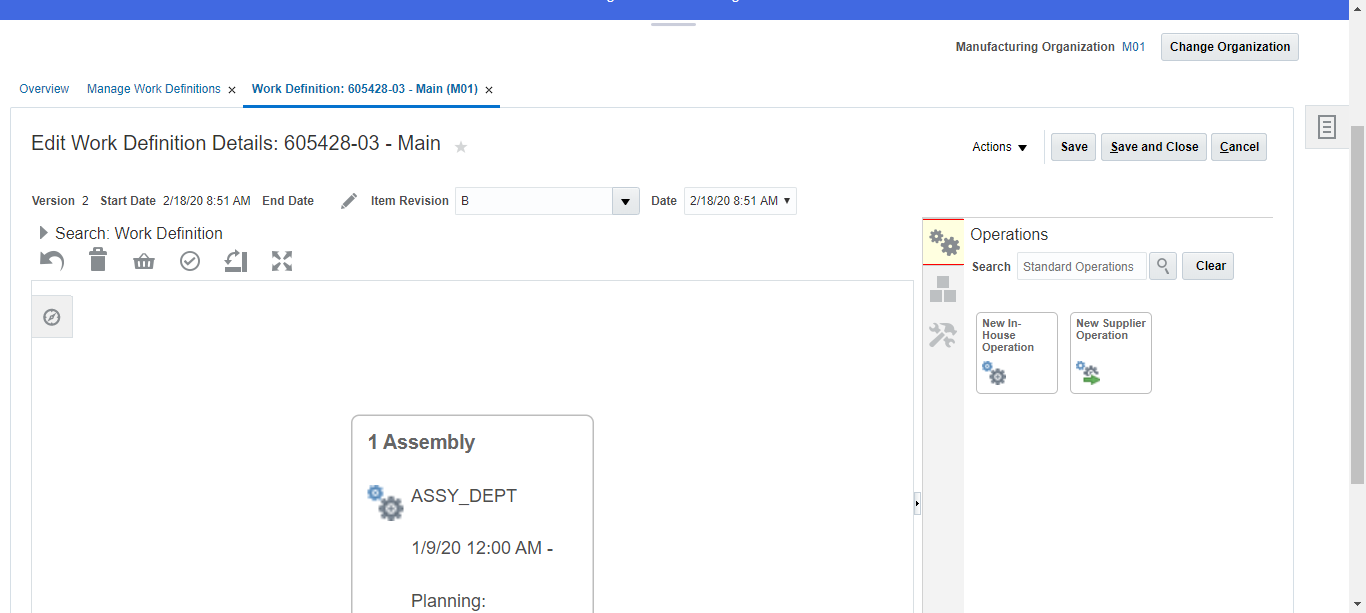 Manufacturing Organization M01 Change Organization
Overview Manage Work Definitions × Work Definition: 605428-03 - Main (M01) ×
Edit Work Definition Details: 605428-03 - Main
Actions Save Save and Close Cancel
Version 2 Start Date 2/18/20 8:51 AM End Date Item Revision B Date 2/18/20 8:51 AM
Search: Work Definition
Operations
Search Standard Operations Clear
New In-
House
Operation
New Supplier
Operation
1 Assembly
ASSY_DEPT
1/9/20 12:00 AM -
Planning: